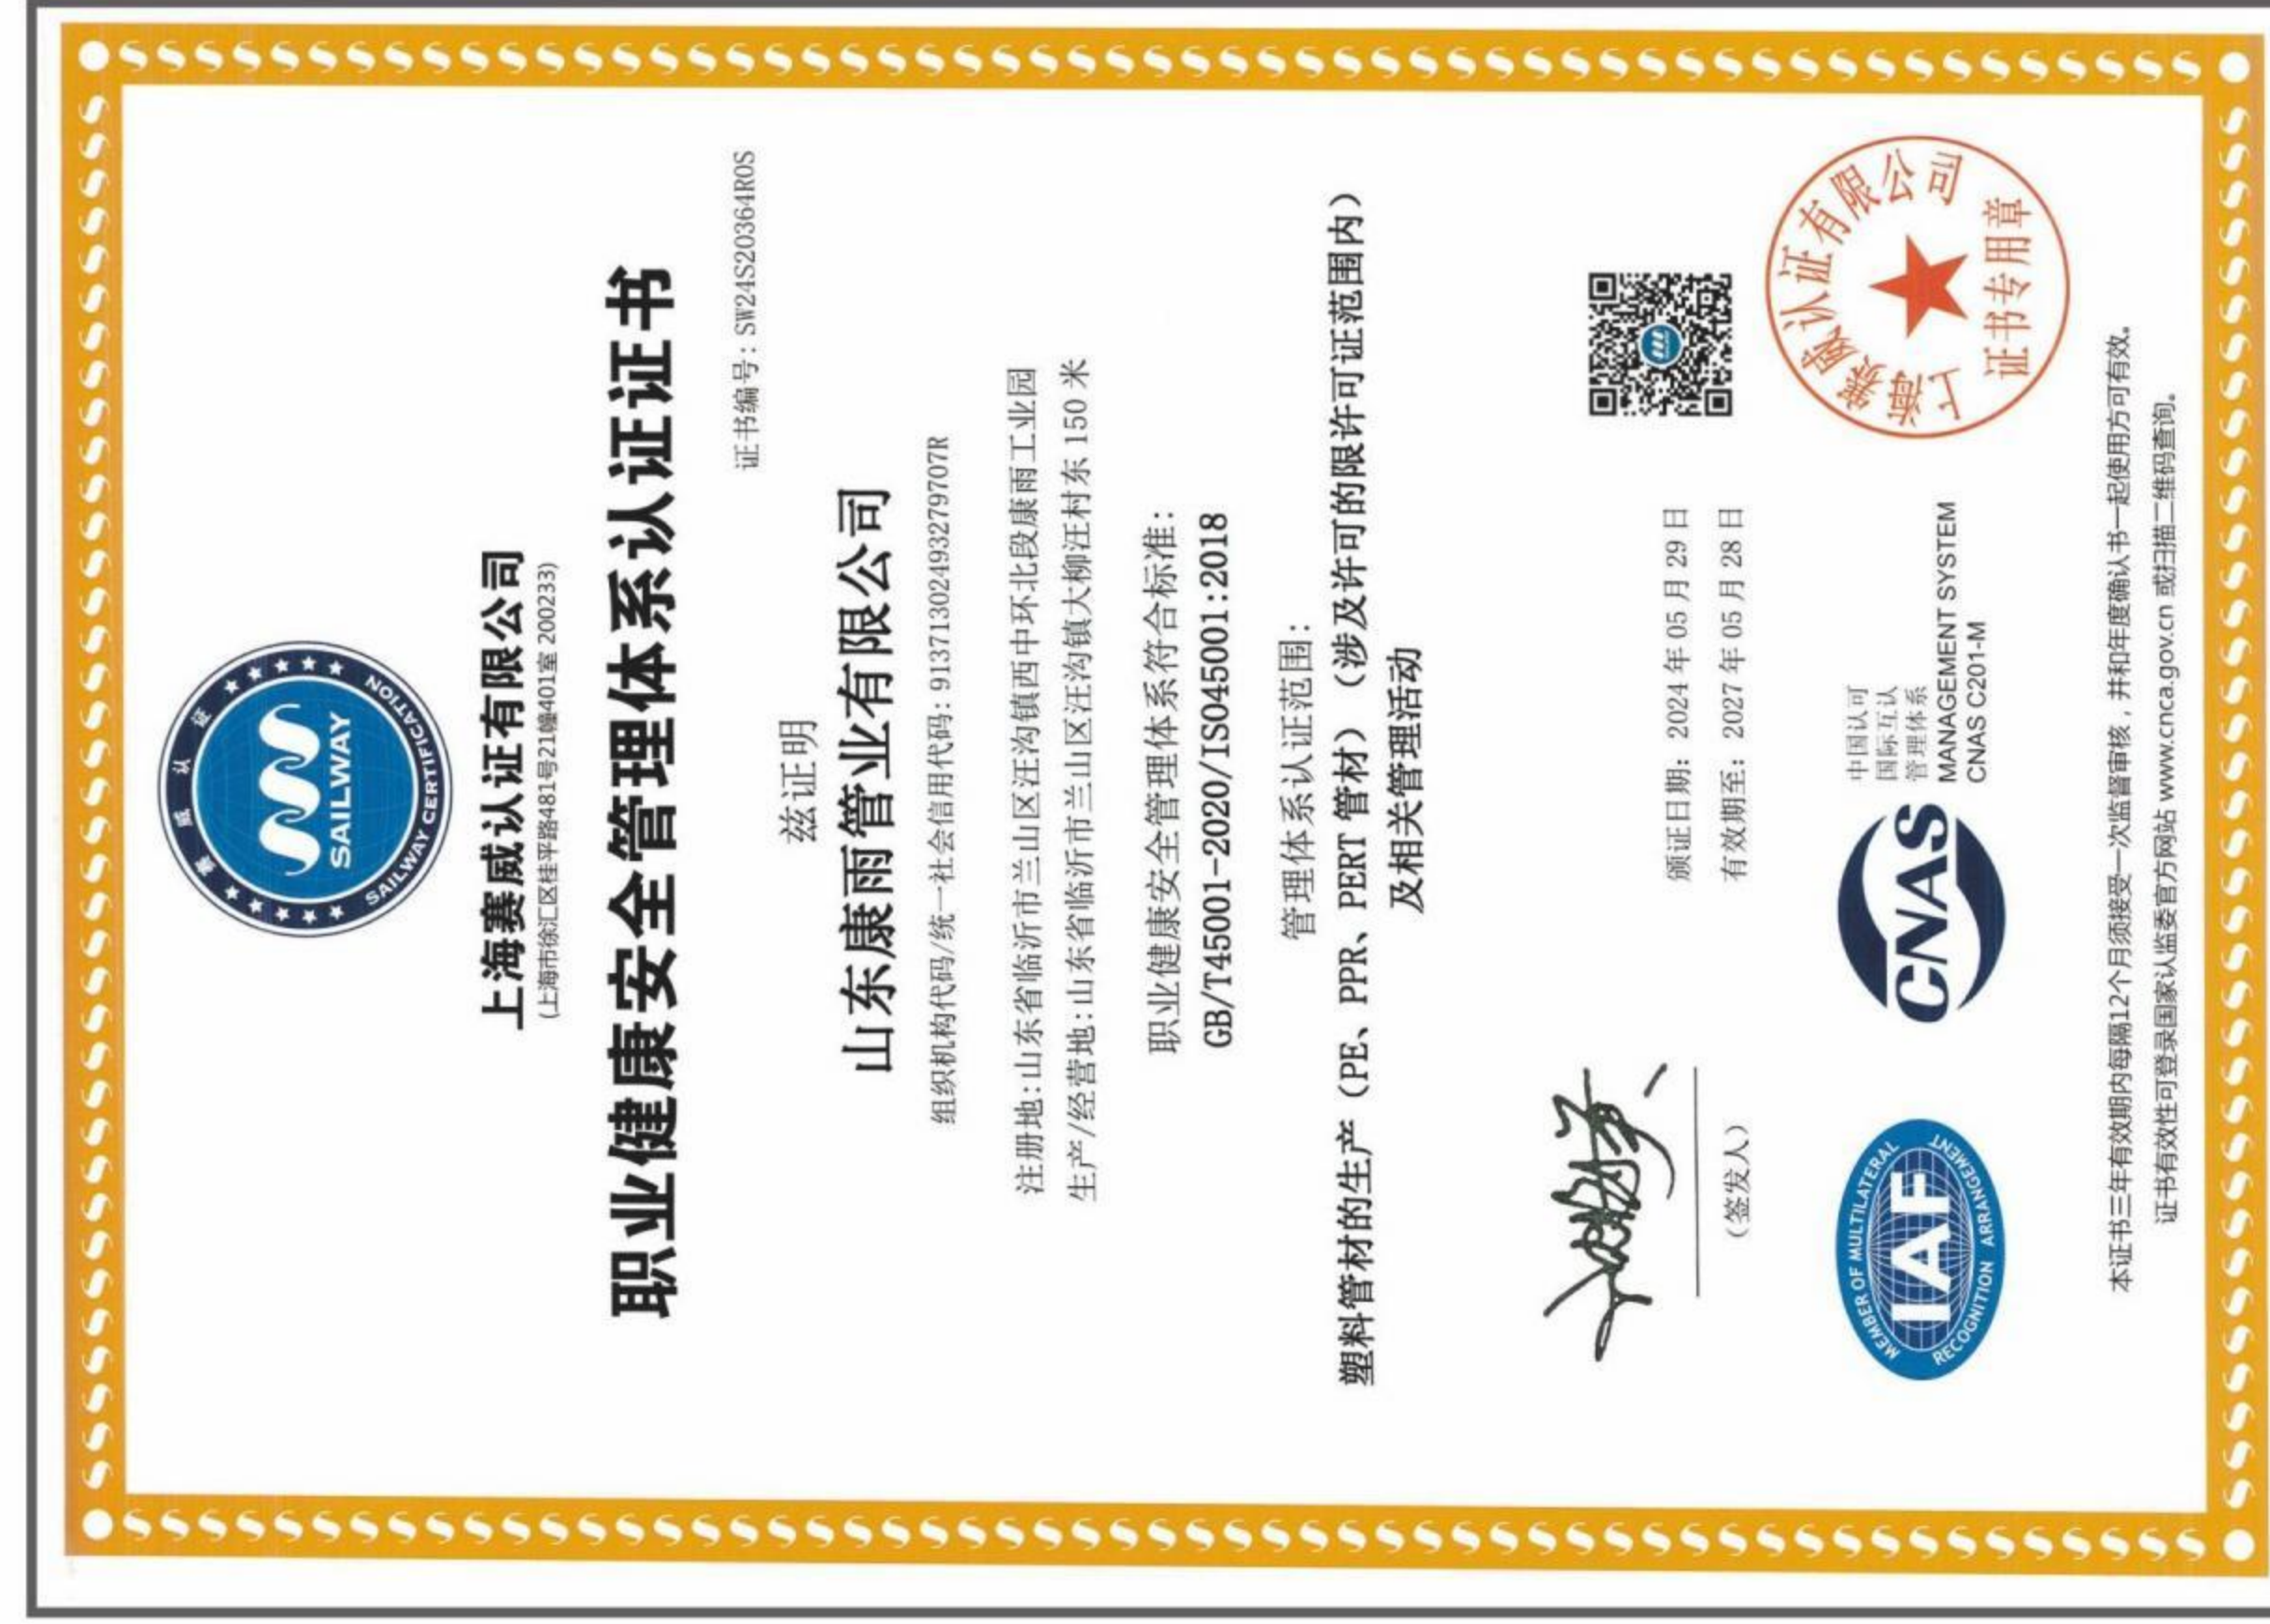 赛威认证
SAILWAY
SAILWAY CERTIFICATION
上海赛威认证有限公司
(上海市徐汇区桂平路481号21幢401室 200233)
职业健康安全管理体系认证证书
证书编号：SW24S20364R0S
兹证明
山东康雨管业有限公司
组织机构代码/统一社会信用代码：91371302493279707R
注册地:山东省临沂市兰山区汪沟镇西中环北段康雨工业园
生产/经营地:山东省临沂市兰山区汪沟镇大柳汪村东 150 米
职业健康安全管理体系符合标准：
GB/T45001-2020/ISO45001:2018
管理体系认证范围：
塑料管材的生产（PE、PPR、PERT 管材）（涉及许可的限许可证范围内）
及相关管理活动
颁证日期：2024 年 05 月 29 日
有效期至：2027 年 05 月 28 日
（签发人）
上海赛威认证有限公司
证书专用章
MEMBER OF MULTILATERAL
IAF
RECOGNITION ARRANGEMENT
CNAS
中国认可
国际互认
管理体系
MANAGEMENT SYSTEM
CNAS C201-M
本证书三年有效期内每隔12个月须接受一次监督审核，并和年度确认书一起使用方可有效。
证书有效性可登录国家认监委官方网站 www.cnca.gov.cn 或扫描二维码查询。